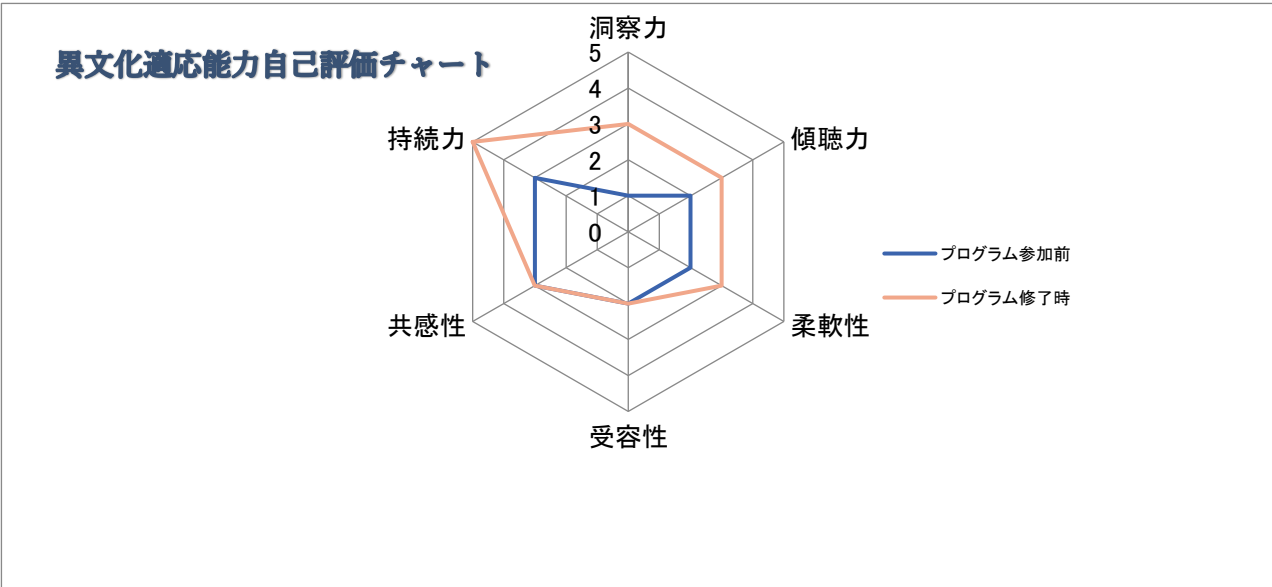 異文化適応能力自己評価チャート
洞察力
5
4
3
2
1
0
持続力
傾聴力
共感性
柔軟性
受容性
プログラム参加前
プログラム修了時